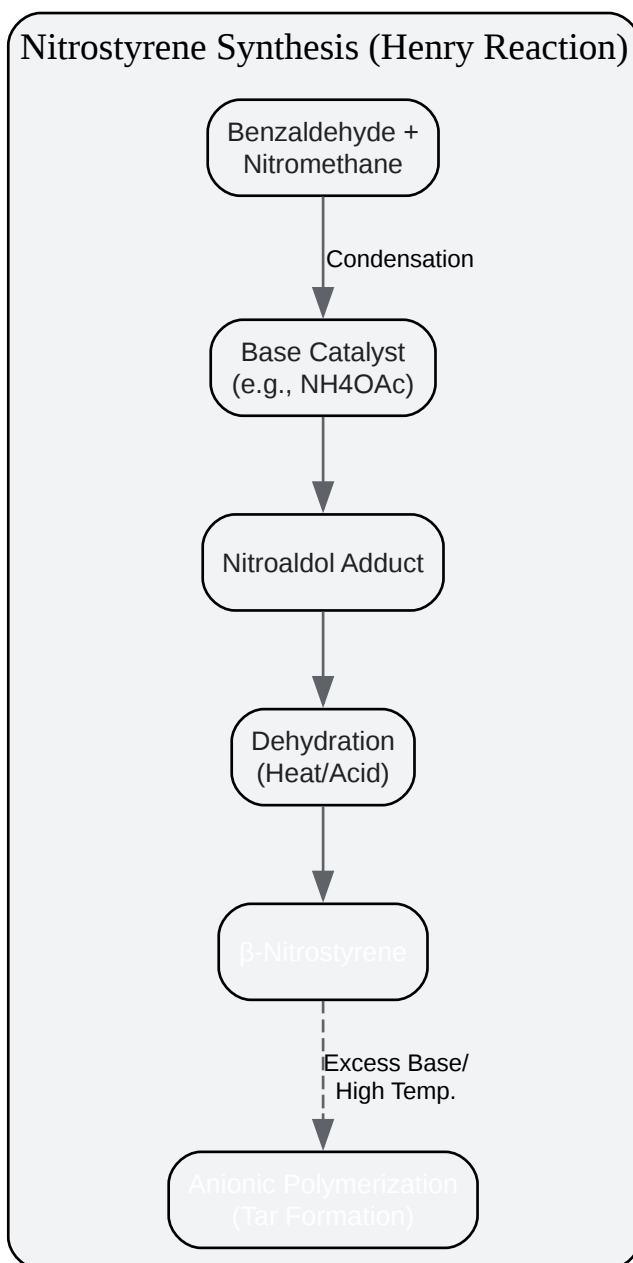 Nitrostyrene Synthesis (Henry Reaction)
Benzaldehyde +
Nitromethane
Condensation
Base Catalyst
(e.g., NH4OAc)
Nitroaldol Adduct
Dehydration
(Heat/Acid)
β-Nitrostyrene
Excess Base/
High Temp.
Anionic Polymerization
(Tar Formation)